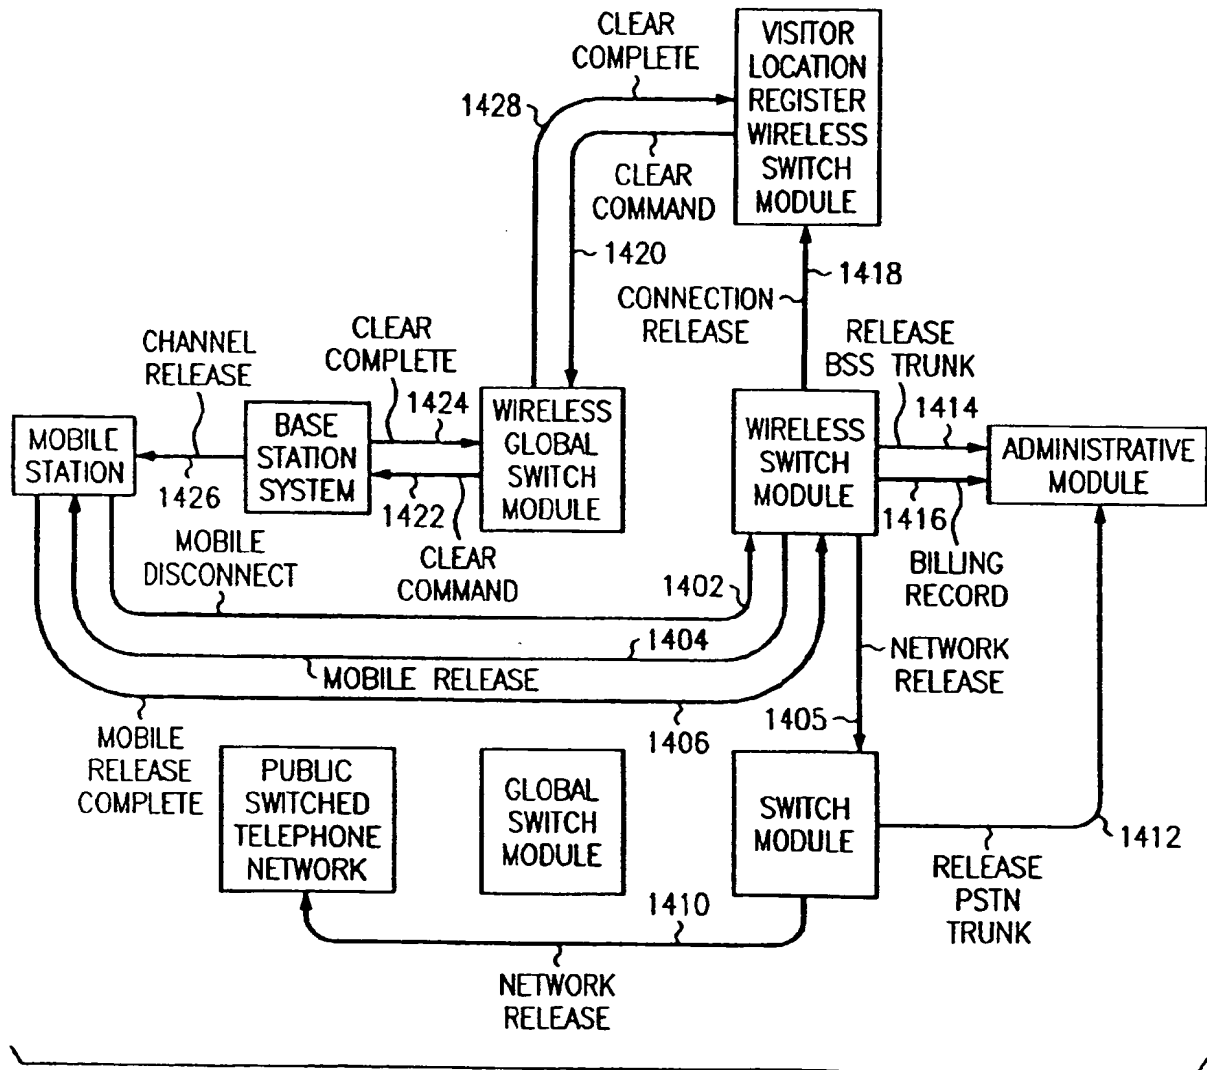 CLEAR
COMPLETE
1428
VISITOR
LOCATION
REGISTER
WIRELESS
SWITCH
MODULE
CLEAR
COMMAND
1420
1418
CONNECTION
RELEASE
CHANNEL
RELEASE
CLEAR
COMPLETE
RELEASE
BSS TRUNK
1424
1414
MOBILE
STATION
BASE
STATION
SYSTEM
WIRELESS
GLOBAL
SWITCH
MODULE
WIRELESS
SWITCH
MODULE
ADMINISTRATIVE
MODULE
1426
1422
1416
MOBILE
DISCONNECT
CLEAR
COMMAND
BILLING
RECORD
1402
1404
MOBILE RELEASE
NETWORK
RELEASE
1405
1406
MOBILE
RELEASE
COMPLETE
PUBLIC
SWITCHED
TELEPHONE
NETWORK
GLOBAL
SWITCH
MODULE
SWITCH
MODULE
1412
RELEASE
PSTN
TRUNK
1410
NETWORK
RELEASE